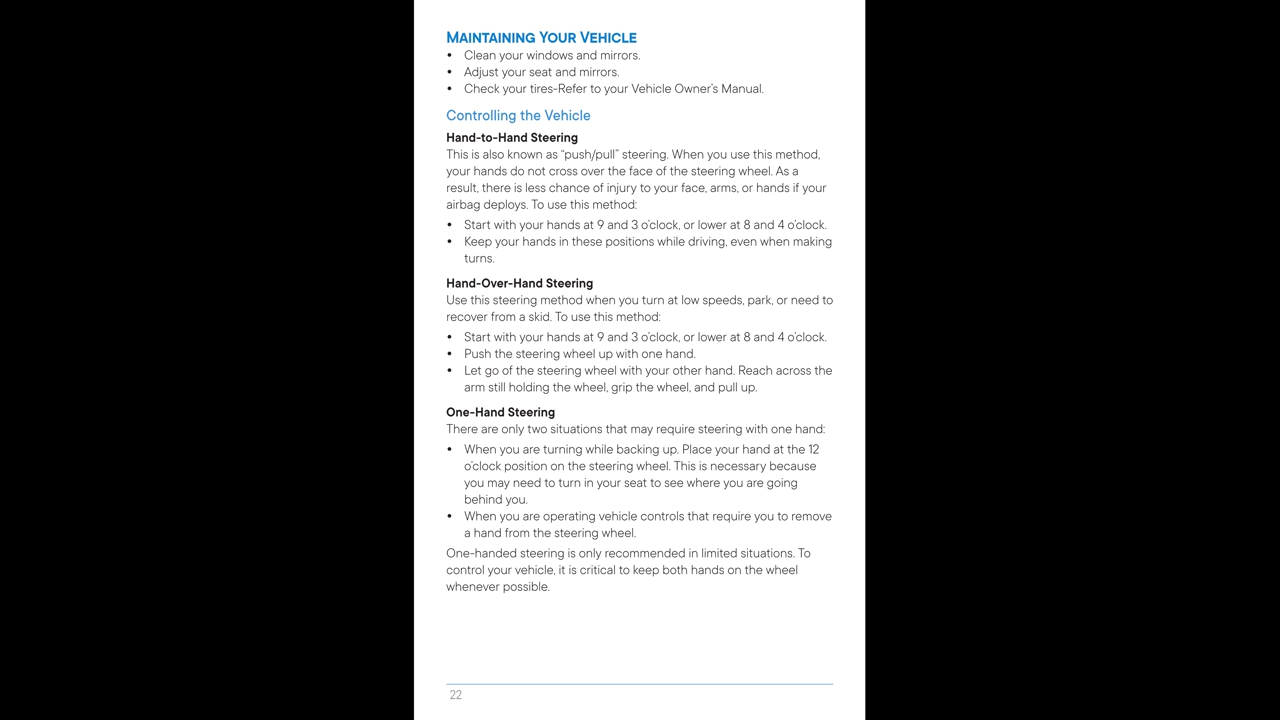 MAINTAINING YOUR VEHICLE
• Clean your windows and mirrors.
• Adjust your seat and mirrors.
• Check your tires-Refer to your Vehicle Owner's Manual.
Controlling the Vehicle
Hand-to-Hand Steering
This is also known as “push/pull” steering. When you use this method,
your hands do not cross over the face of the steering wheel. As a
result, there is less chance of injury to your face, arms, or hands if your
airbag deploys. To use this method:
• Start with your hands at 9 and 3 o’clock, or lower at 8 and 4 o’clock.
• Keep your hands in these positions while driving, even when making
turns.
Hand-Over-Hand Steering
Use this steering method when you turn at low speeds, park, or need to
recover from a skid. To use this method:
• Start with your hands at 9 and 3 o’clock, or lower at 8 and 4 o’clock.
• Push the steering wheel up with one hand.
• Let go of the steering wheel with your other hand. Reach across the
arm still holding the wheel, grip the wheel, and pull up.
One-Hand Steering
There are only two situations that may require steering with one hand:
• When you are turning while backing up. Place your hand at the 12
o’clock position on the steering wheel. This is necessary because
you may need to turn in your seat to see where you are going
behind you.
• When you are operating vehicle controls that require you to remove
a hand from the steering wheel.
One-handed steering is only recommended in limited situations. To
control your vehicle, it is critical to keep both hands on the wheel
whenever possible.
22